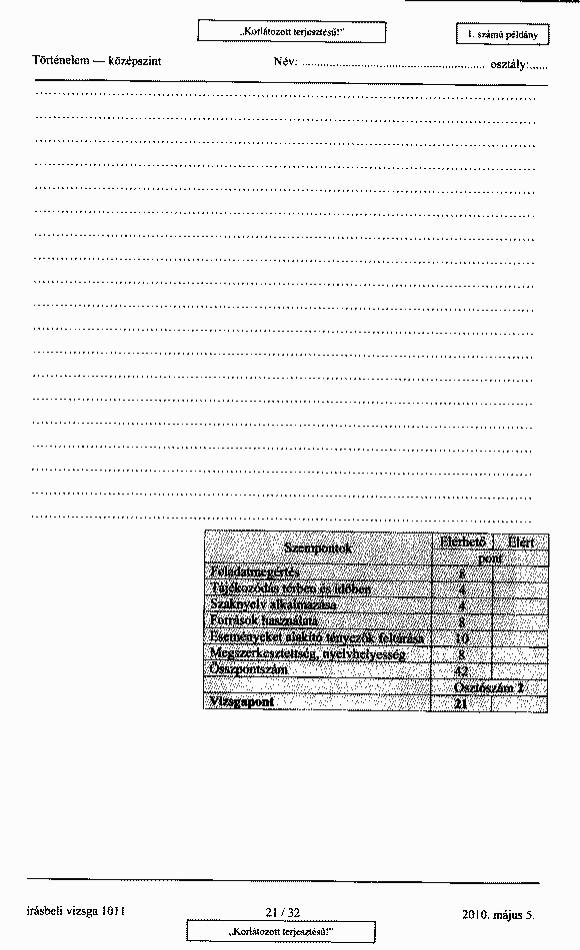 „Korlátozott terjesztésű!”
1. számú példány
Történelem — középszint Név: ........................................................... osztály:......
Szempontok Elérhető Elért
pont
Feladatmegértés 8
Tájékozódás térben és időben 4
Szaknyelv alkalmazása 4
Források használata 8
Eseményeket alakító tényezők feltárása 10
Megszerkesztettség, nyelvhelyesség 8
Összpontszám 42
Osztószám 2
Vizsgapont 21
írásbeli vizsga 1011 21 / 32 2010. május 5.
„Korlátozott terjesztésű!”